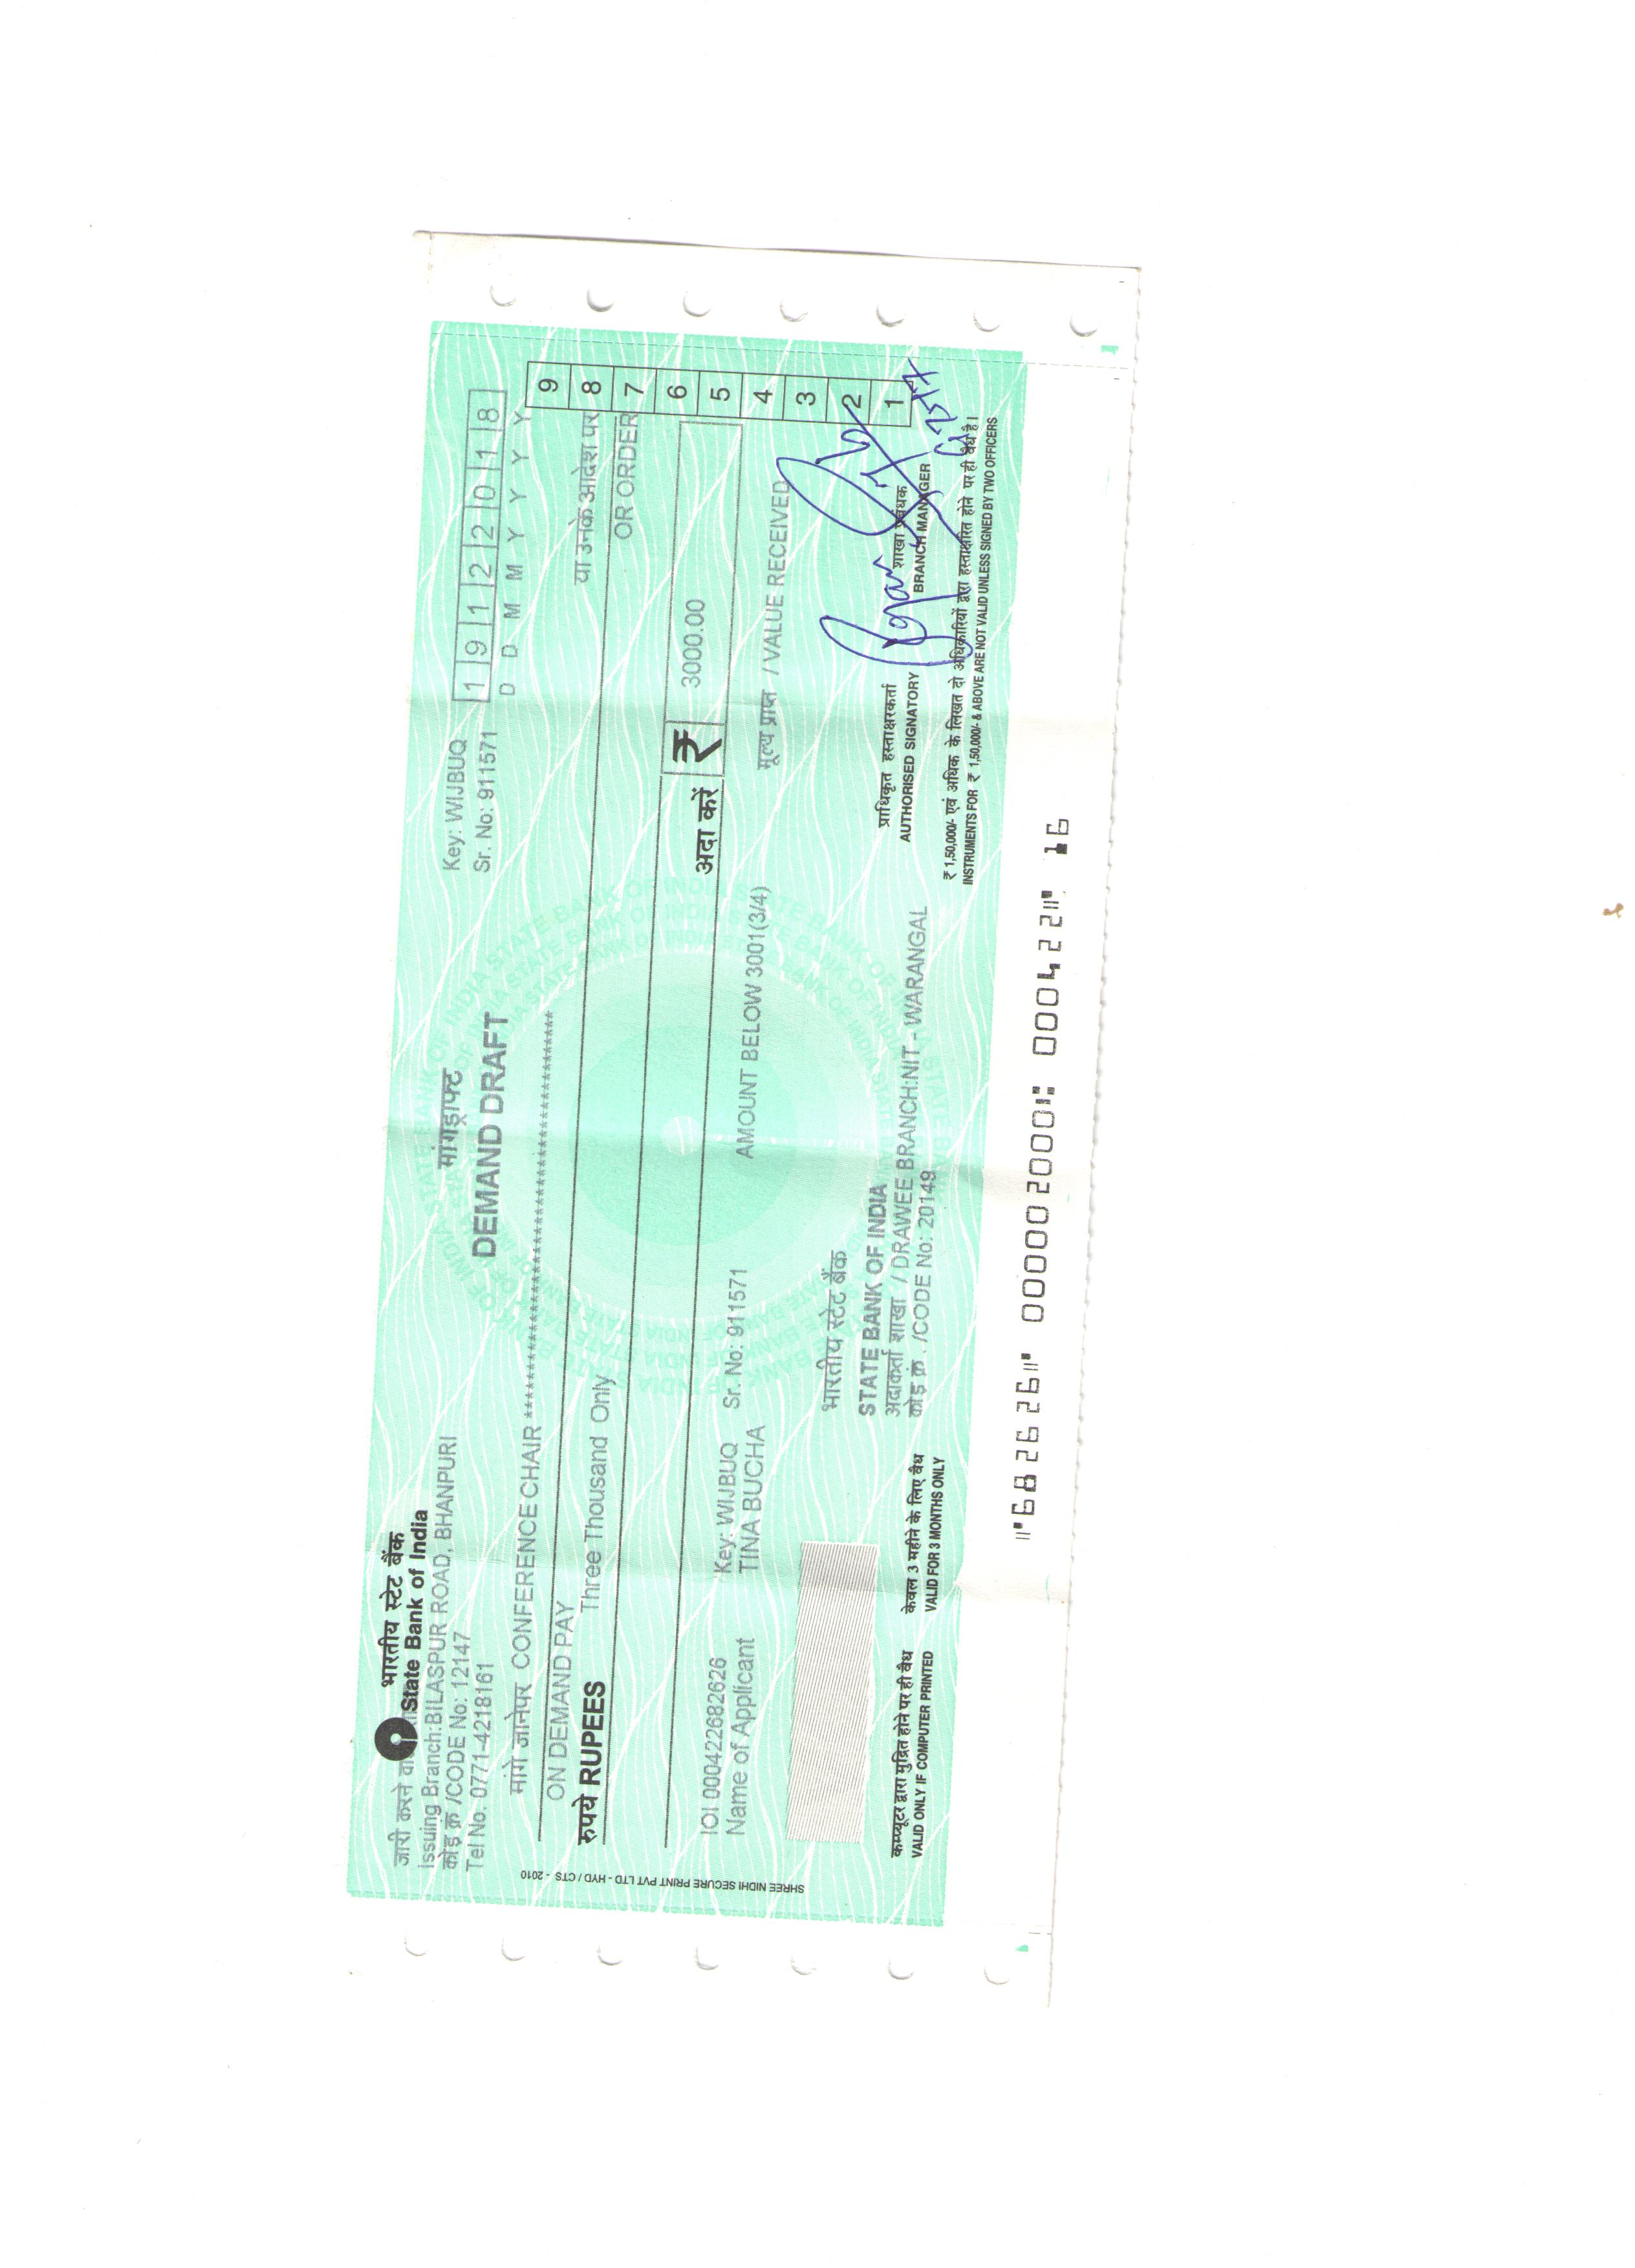 भारतीय स्टेट बैंक
State Bank of India
जारी करने वा
Issuing Branch:BILASPUR ROAD, BHANPURI
कोड क्रं /CODE No: 12147
Tel No. 0771-4218161
मांगड्राफ्ट
DEMAND DRAFT
Key: WIJBUQ
Sr. No: 911571
1 9 1 2 2 0 1 8
D D M M Y Y Y Y
मांगे जानेपर CONFERENCE CHAIR ******************************************
ON DEMAND PAY
या उनके आदेश पर
OR ORDER
रुपये RUPEES Three Thousand Only
अदा करें ₹ 3000.00
9
8
7
6
5
4
3
2
1
IOI 000422682626 Key: WIJBUQ Sr. No: 911571
Name of Applicant TINA BUCHA AMOUNT BELOW 3001(3/4)
मूल्य प्राप्त / VALUE RECEIVED
भारतीय स्टेट बैंक
STATE BANK OF INDIA
अदाकर्ता शाखा / DRAWEE BRANCH:NIT - WARANGAL
कोड क्रं . /CODE No: 20149
कम्प्यूटर द्वारा मुद्रित होने पर ही वैध
VALID ONLY IF COMPUTER PRINTED
केवल 3 महीने के लिए वैध
VALID FOR 3 MONTHS ONLY
प्राधिकृत हस्ताक्षरकर्ता
AUTHORISED SIGNATORY
शाखा प्रबंधक
BRANCH MANAGER
₹ 1,50,000/- एवं अधिक के लिखत दो अधिकारियों द्वारा हस्ताक्षरित होने पर ही वैध है।
INSTRUMENTS FOR ₹ 1,50,000/- & ABOVE ARE NOT VALID UNLESS SIGNED BY TWO OFFICERS
SHREE NIDHI SECURE PRINT PVT LTD - HYD / CTS - 2010
⑈682626⑈ 000002000⑆ 000422⑈ 16